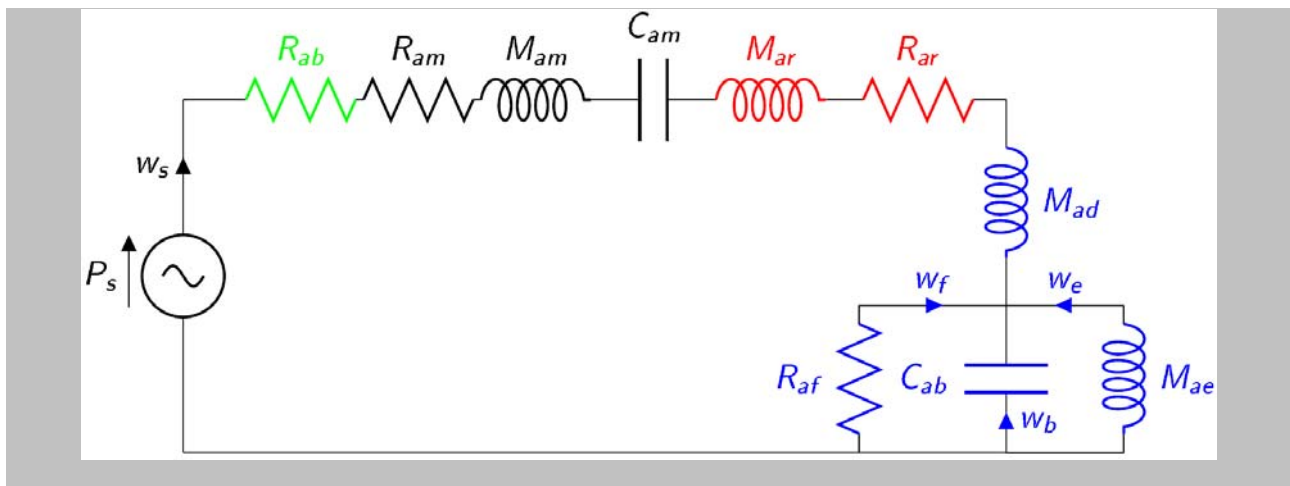 C_am
R_ab R_am M_am M_ar R_ar
w_s
M_ad
P_s
w_f w_e
R_af C_ab M_ae
w_b